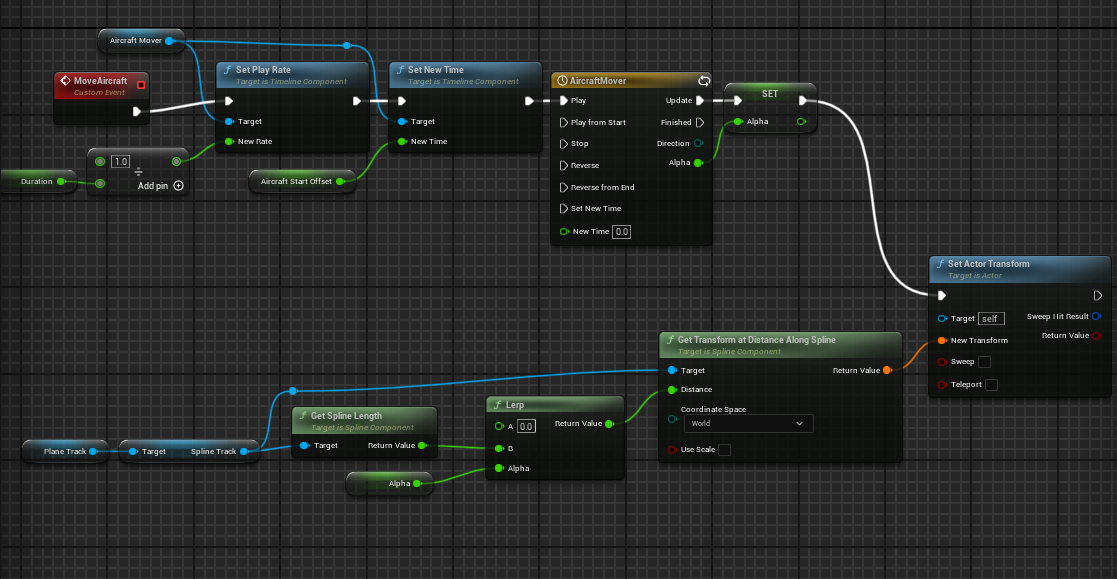 Aircraft Mover
MoveAircraft
Custom Event
Set Play Rate
Target is Timeline Component
Target
New Rate
Set New Time
Target is Timeline Component
Target
New Time
AircraftMover
Play
Play from Start
Stop
Reverse
Reverse from End
Set New Time
New Time 0.0
Update
Finished
Direction
Alpha
SET
Alpha
Duration
1.0
÷
Add pin
Aircraft Start Offset
Set Actor Transform
Target is Actor
Target self
New Transform
Sweep
Teleport
Sweep Hit Result
Return Value
Get Transform at Distance Along Spline
Target is Spline Component
Target
Distance
Coordinate Space
World
Use Scale
Return Value
Lerp
A 0.0
B
Alpha
Return Value
Get Spline Length
Target is Spline Component
Target
Return Value
Plane Track
Target
Spline Track
Alpha